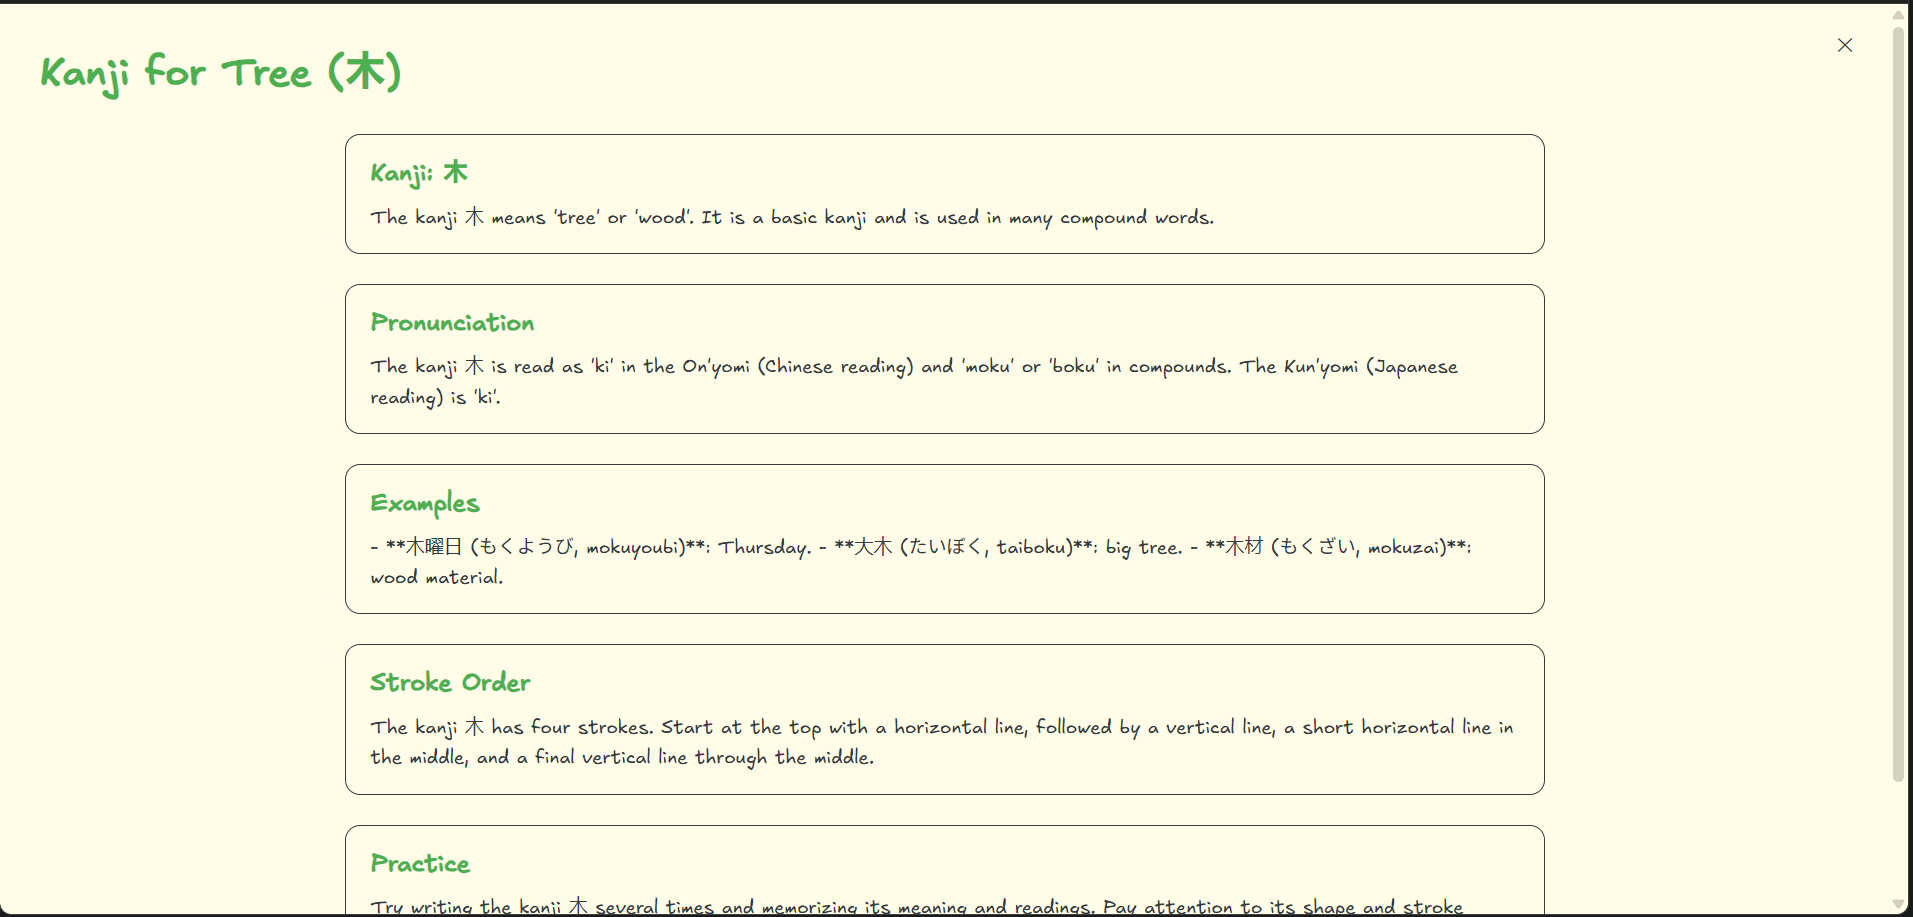 Kanji for Tree (木)
Kanji: 木
The kanji 木 means 'tree' or 'wood'. It is a basic kanji and is used in many compound words.
Pronunciation
The kanji 木 is read as 'ki' in the On'yomi (Chinese reading) and 'moku' or 'boku' in compounds. The Kun'yomi (Japanese
reading) is 'ki'.
Examples
- **木曜日 (もくようび, mokuyoubi)**: Thursday. - **大木 (たいぼく, taiboku)**: big tree. - **木材 (もくざい, mokuzai)**:
wood material.
Stroke Order
The kanji 木 has four strokes. Start at the top with a horizontal line, followed by a vertical line, a short horizontal line in
the middle, and a final vertical line through the middle.
Practice
Try writing the kanji 木 several times and memorizing its meaning and readings. Pay attention to its shape and stroke